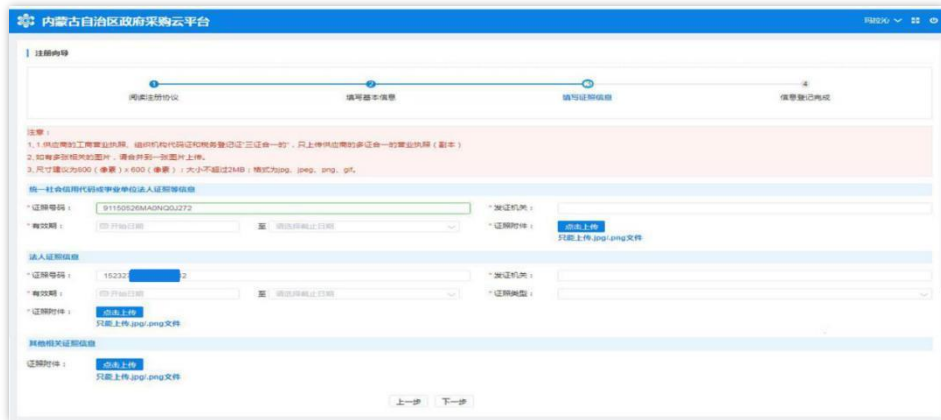 内蒙古自治区政府采购云平台
注册向导
1 2 4
阅读注册协议 填写基本信息 填写证照信息 信息登记完成
注意：
1, 1.供应商的工商营业执照、组织机构代码证和税务登记证“三证合一的”，只上传供应商的多证合一的营业执照（副本）
2, 如有多张相关的图片，请合并到一张图片上传。
3, 尺寸建议为600（像素）x 600（像素）；大小不超过2MB；格式为jpg, jpeg, png, gif。
统一社会信用代码或事业单位法人证照等信息
*证照号码： 91150526MA0NQ0J272 *发证机关：
*有效期： 开始日期 至 请选择截止日期 *证照附件： 点击上传
只能上传.jpg/.png文件
法人证照信息
*证照号码： 15232 2 *发证机关：
*有效期： 开始日期 至 请选择截止日期 *证照类型：
*证照附件： 点击上传
只能上传.jpg/.png文件
其他相关证照信息
证照附件： 点击上传
只能上传.jpg/.png文件
上一步 下一步